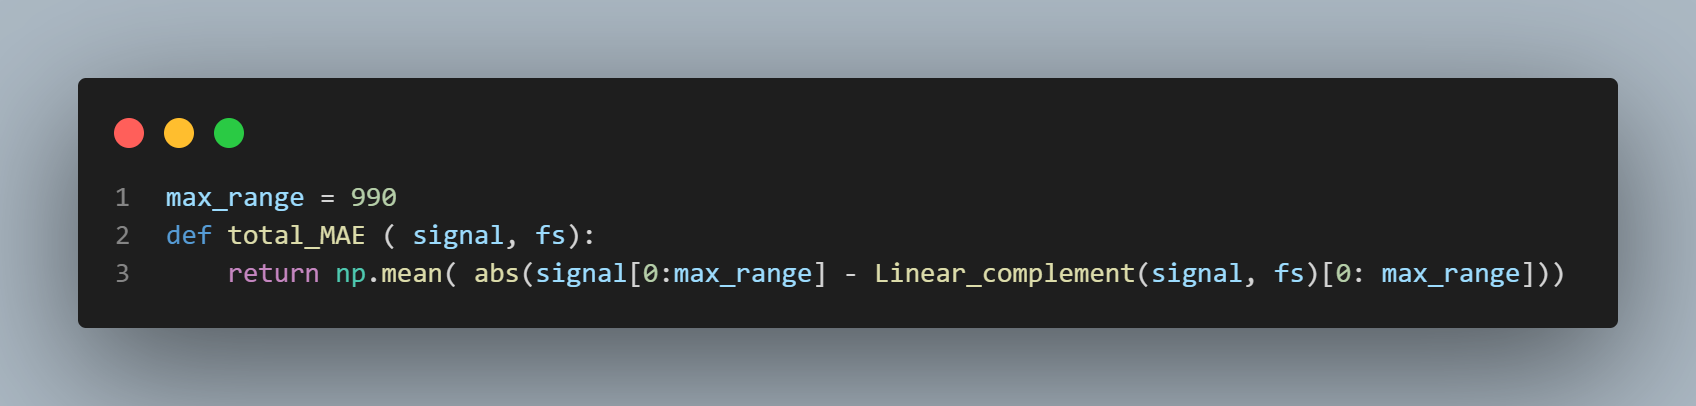 1 max_range = 990
2 def total_MAE ( signal, fs):
3     return np.mean( abs(signal[0:max_range] - Linear_complement(signal, fs)[0: max_range]))